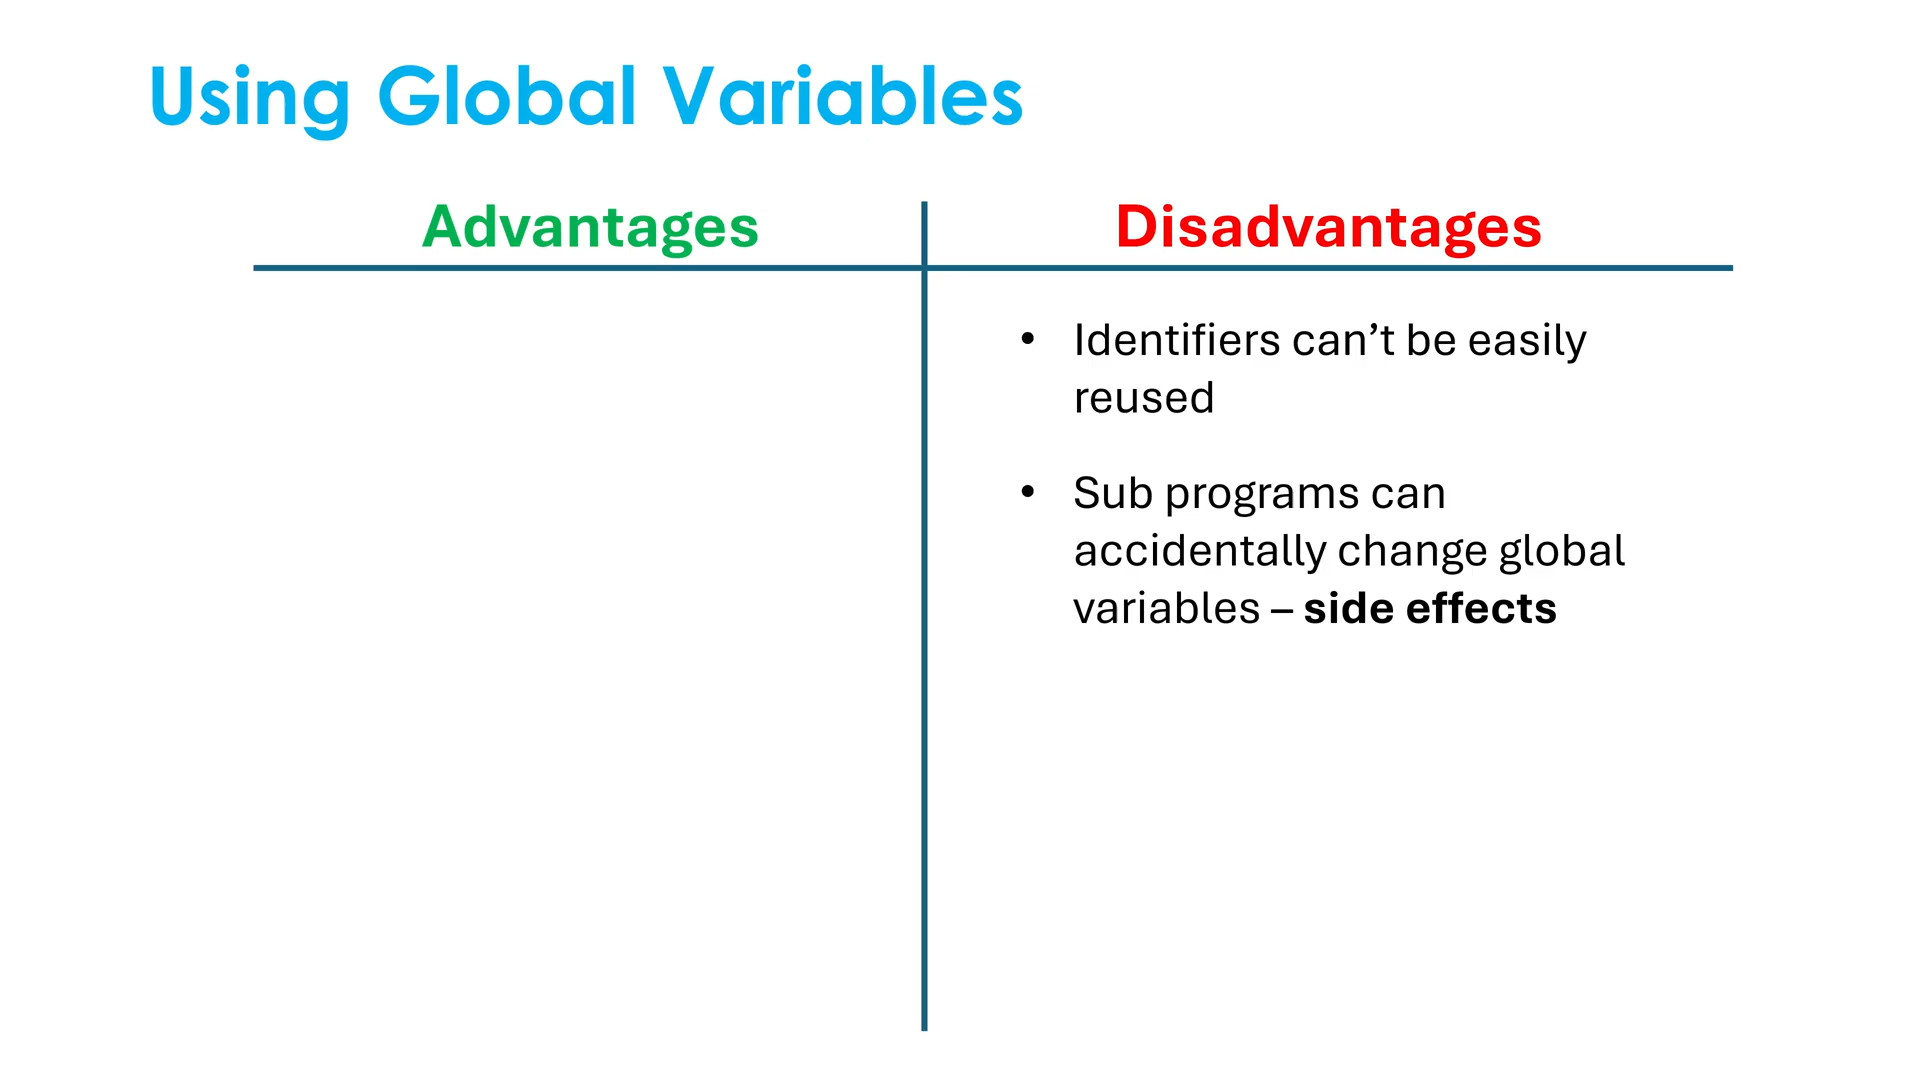 Using Global Variables
Advantages
Disadvantages
• Identifiers can’t be easily
reused
• Sub programs can
accidentally change global
variables – side effects